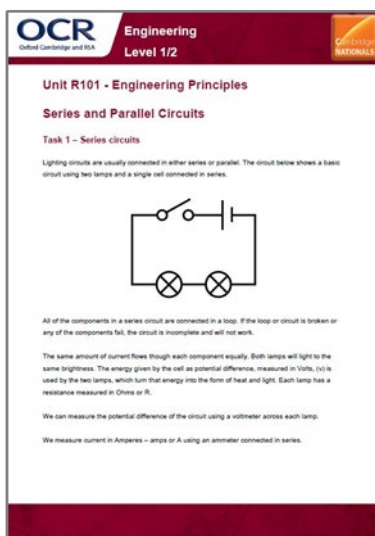 OCR
Oxford Cambridge and RSA
Engineering
Level 1/2
Cambridge
NATIONALS
Unit R101 - Engineering Principles
Series and Parallel Circuits
Task 1 – Series circuits
Lighting circuits are usually connected in either series or parallel. The circuit below shows a basic
circuit using two lamps and a single cell connected in series.
All of the components in a series circuit are connected in a loop. If the loop or circuit is broken or
any of the components fail, the circuit is incomplete and will not work.
The same amount of current flows though each component equally. Both lamps will light to the
same brightness. The energy given by the cell as potential difference, measured in Volts, (v) is
used by the two lamps, which turn that energy into the form of heat and light. Each lamp has a
resistance measured in Ohms or R.
We can measure the potential difference of the circuit using a voltmeter across each lamp.
We measure current in Amperes – amps or A using an ammeter connected in series.